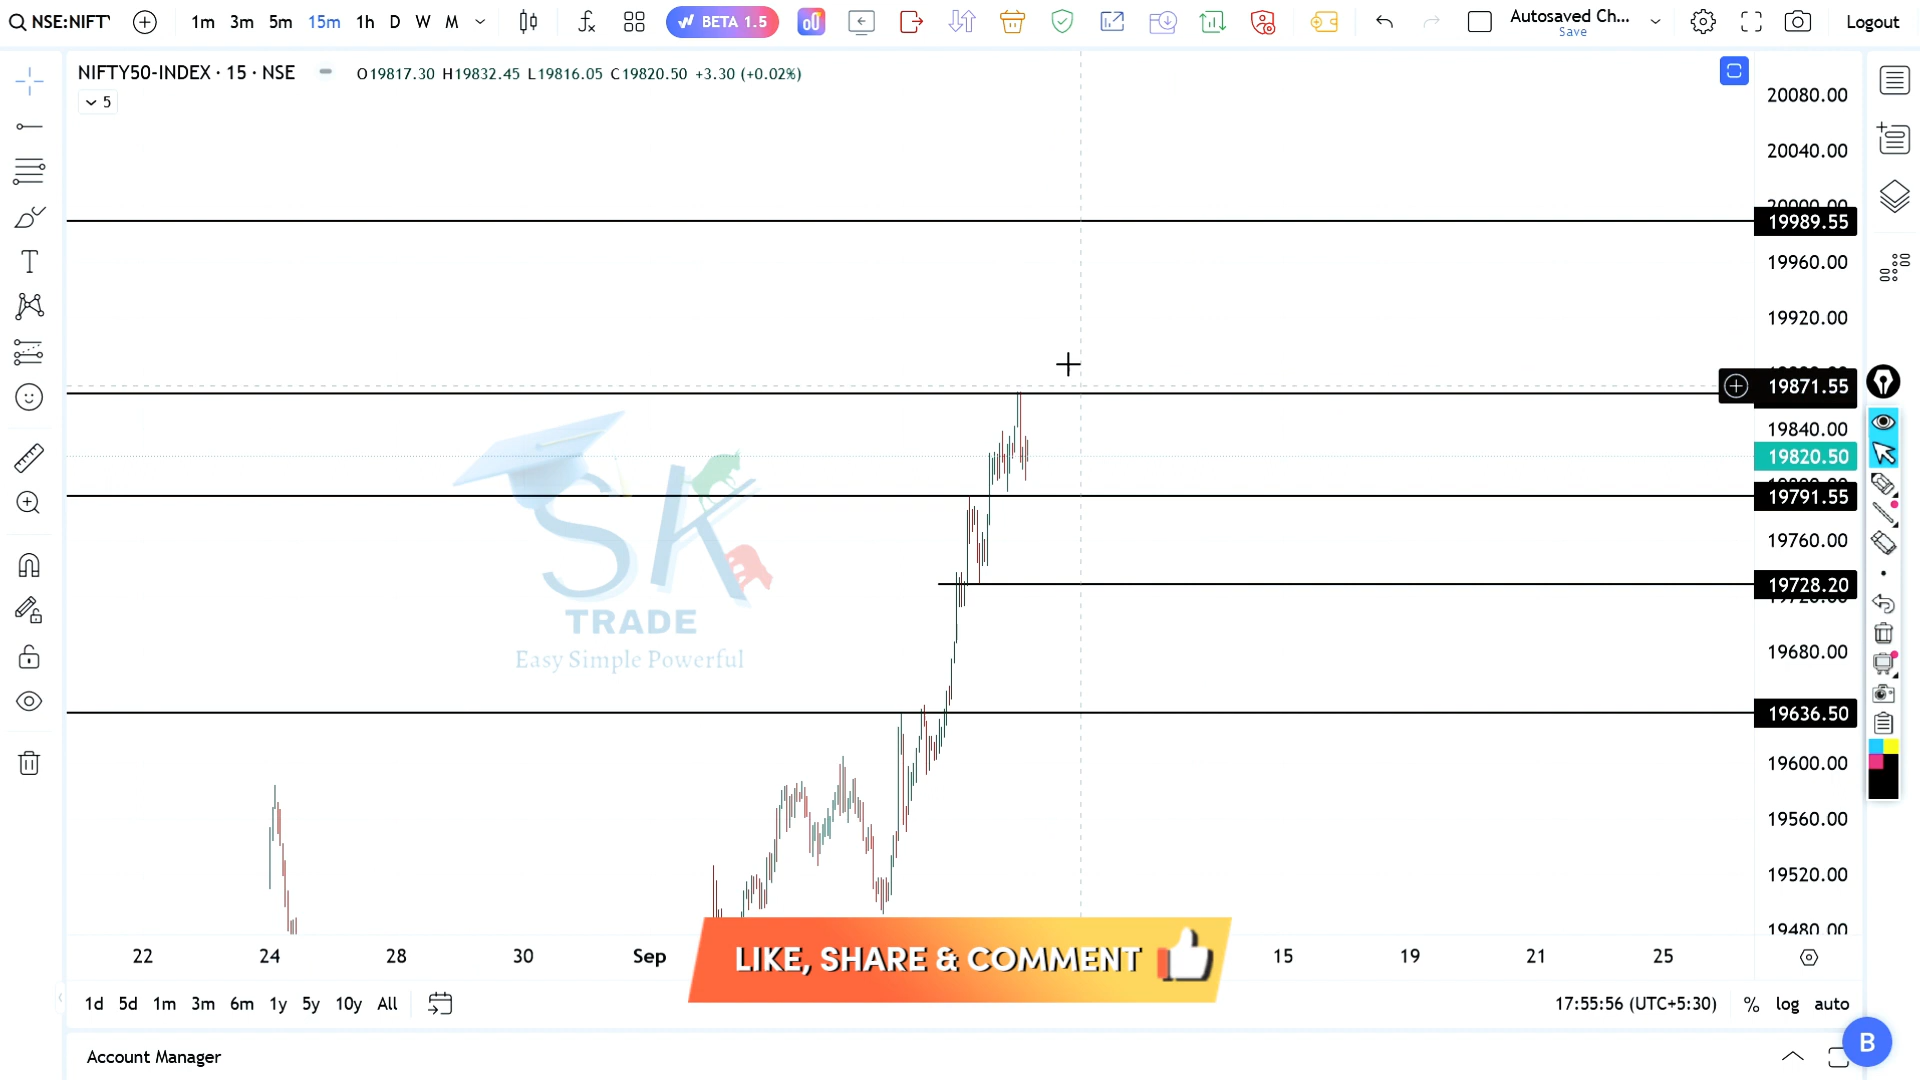 NSE:NIFT
1m 3m 5m 15m 1h D W M
BETA 1.5
Autosaved Ch...
Save
Logout
NIFTY50-INDEX · 15 · NSE
O19817.30 H19832.45 L19816.05 C19820.50 +3.30 (+0.02%)
5
20080.00
20040.00
20000.00
19989.55
19960.00
19920.00
19871.55
19840.00
19820.50
19791.55
19760.00
19728.20
19680.00
19636.50
19600.00
19560.00
19520.00
19480.00
SK
TRADE
Easy Simple Powerful
22 24 28 30 Sep 15 19 21 25
LIKE, SHARE & COMMENT
1d 5d 1m 3m 6m 1y 5y 10y All
17:55:56 (UTC+5:30) % log auto
Account Manager
B